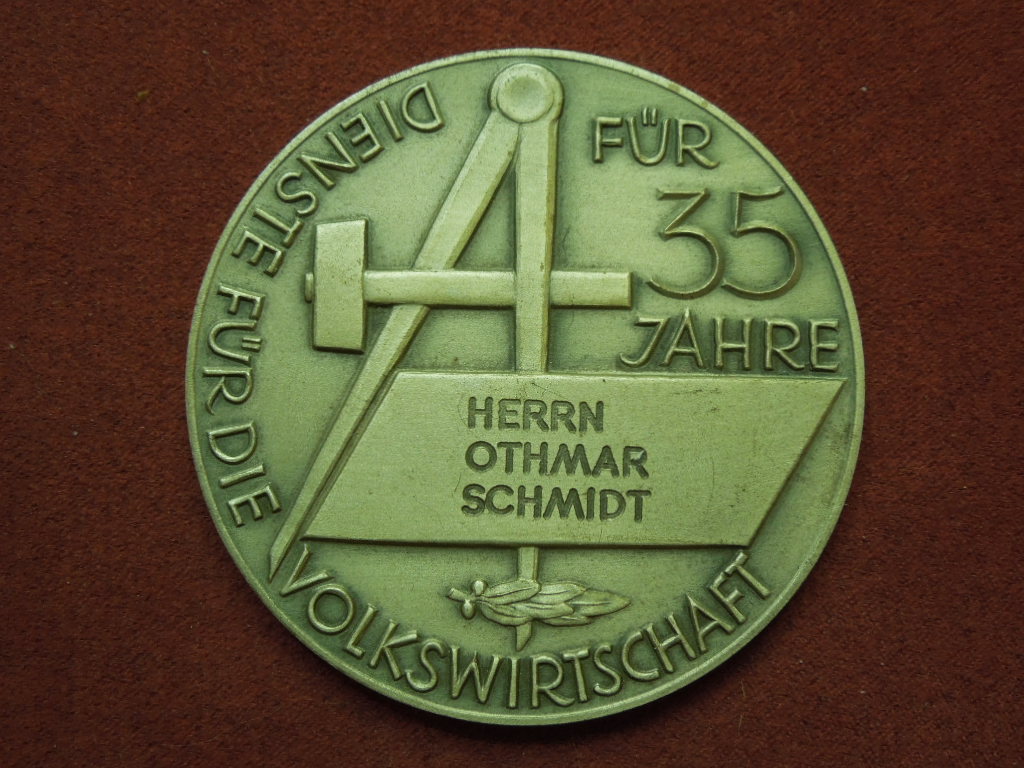 FÜR
35
JAHRE
DIENSTE FÜR DIE
VOLKSWIRTSCHAFT
HERRN
OTHMAR
SCHMIDT